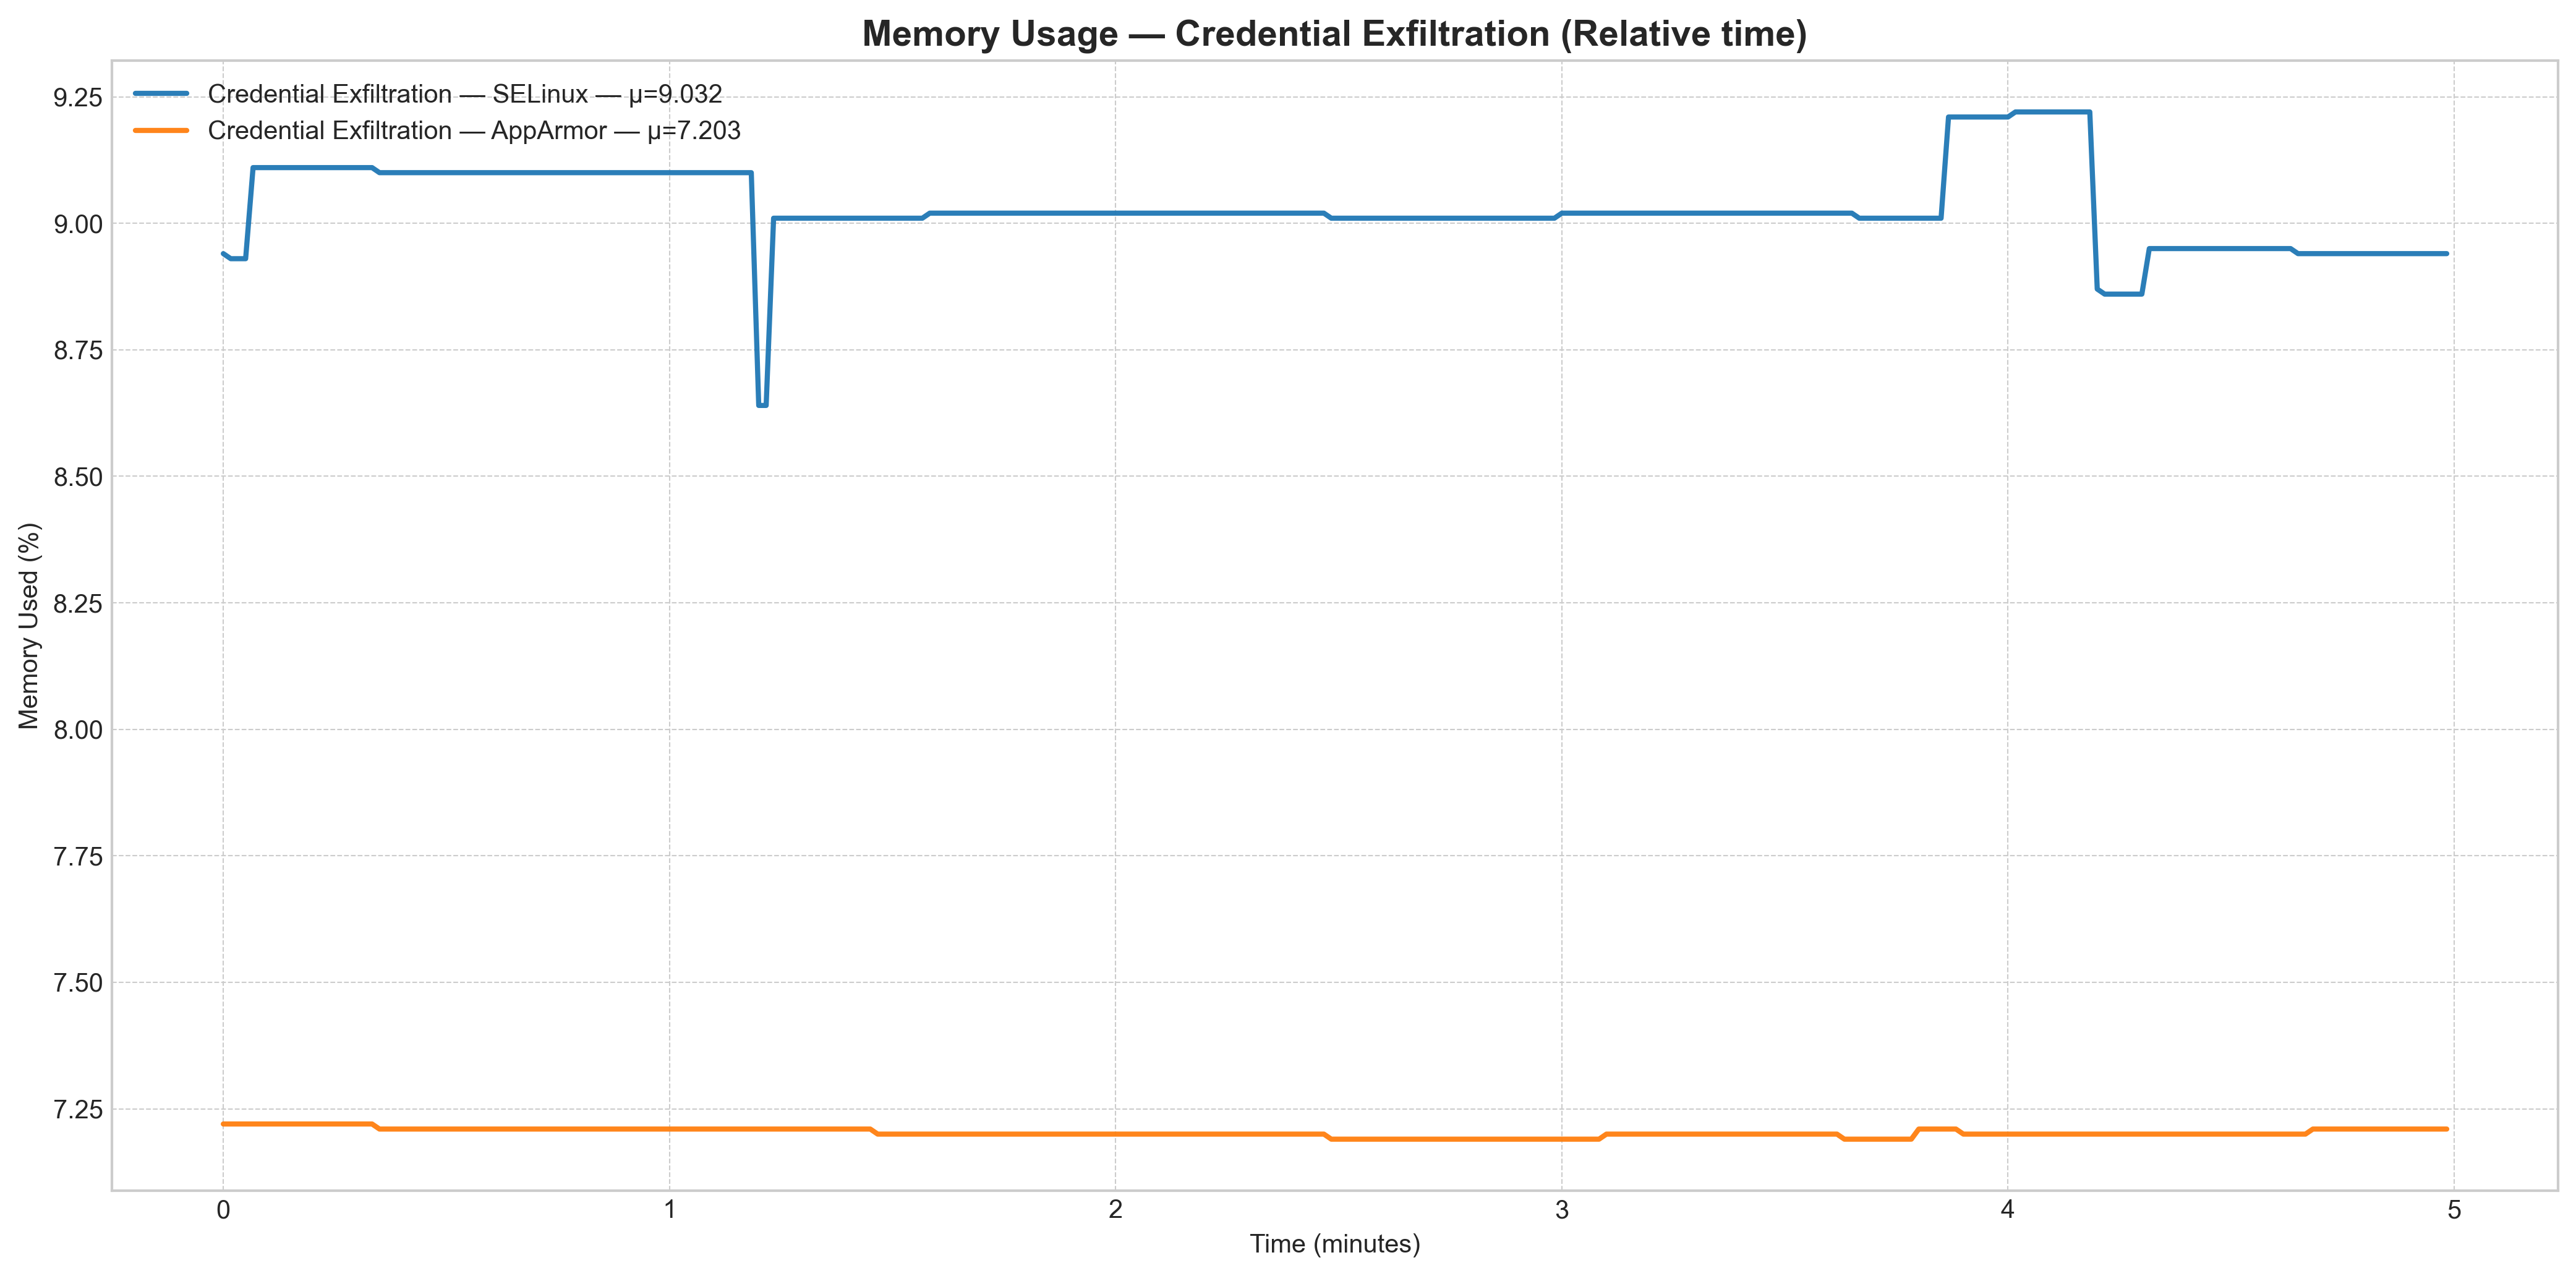 Memory Usage — Credential Exfiltration (Relative time)
Credential Exfiltration — SELinux — μ=9.032
Credential Exfiltration — AppArmor — μ=7.203
Memory Used (%)
9.25
9.00
8.75
8.50
8.25
8.00
7.75
7.50
7.25
0 1 2 3 4 5
Time (minutes)